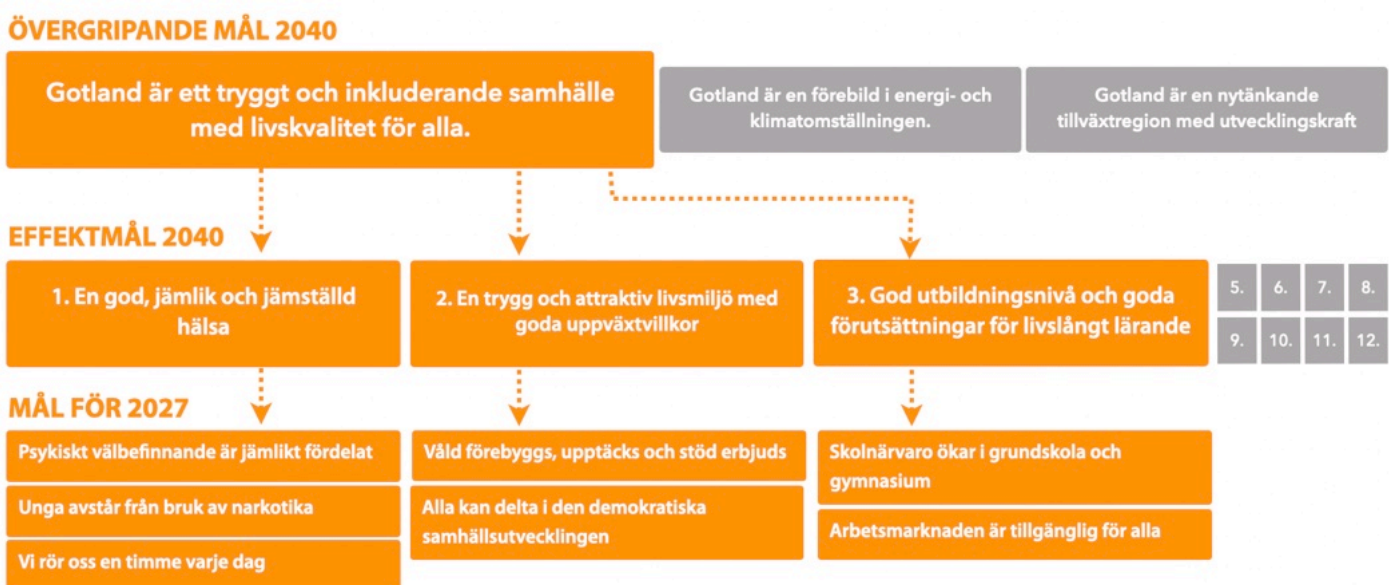 ÖVERGRIPANDE MÅL 2040
Gotland är ett tryggt och inkluderande samhälle
med livskvalitet för alla.
Gotland är en förebild i energi- och
klimatomställningen.
Gotland är en nytänkande
tillväxtregion med utvecklingskraft
EFFEKTMÅL 2040
1. En god, jämlik och jämställd
hälsa
2. En trygg och attraktiv livsmiljö med
goda uppväxtvillkor
3. God utbildningsnivå och goda
förutsättningar för livslångt lärande
5. 6. 7. 8.
9. 10. 11. 12.
MÅL FÖR 2027
Psykiskt välbefinnande är jämlikt fördelat
Unga avstår från bruk av narkotika
Vi rör oss en timme varje dag
Våld förebyggs, upptäcks och stöd erbjuds
Alla kan delta i den demokratiska
samhällsutvecklingen
Skolnärvaro ökar i grundskola och
gymnasium
Arbetsmarknaden är tillgänglig för alla